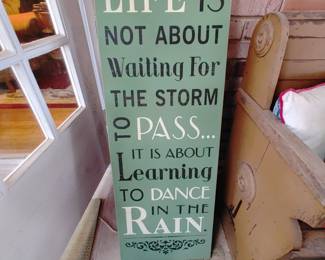 LIFE IS
NOT ABOUT
Waiting For
THE STORM
TO PASS...
IT IS ABOUT
Learning
TO DANCE
IN THE
RAIN.